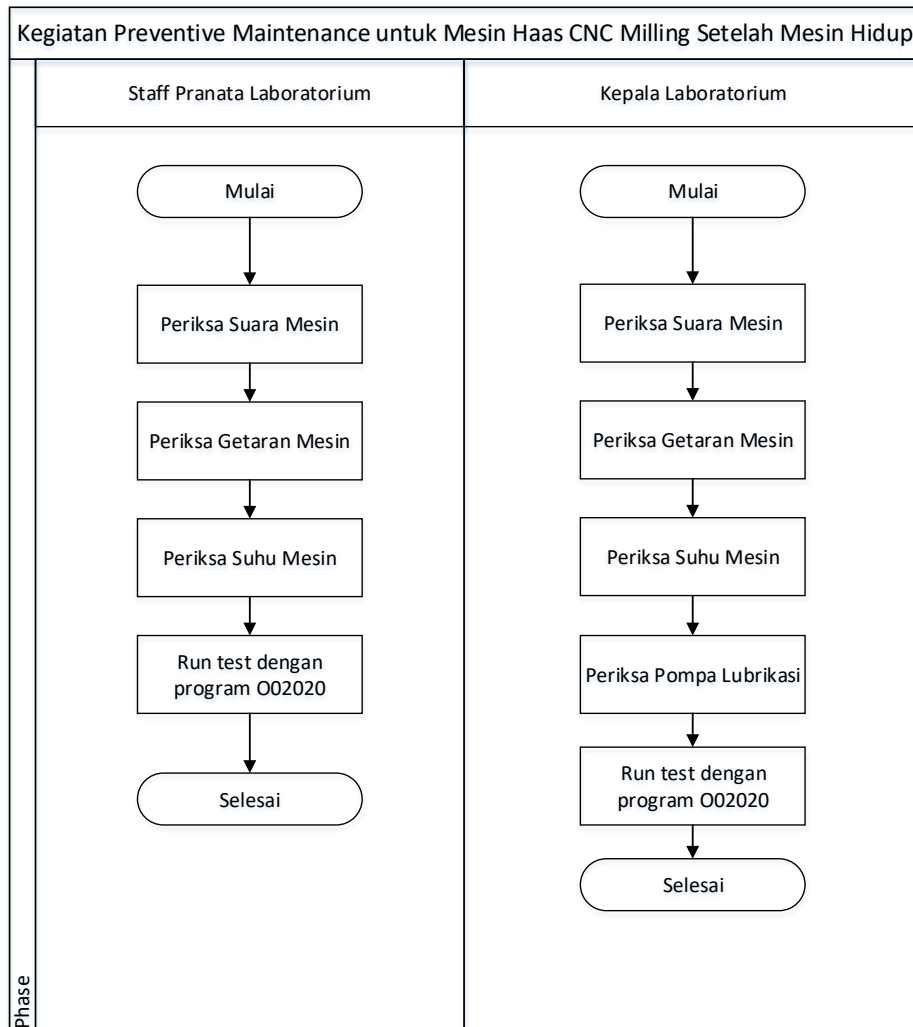 Kegiatan Preventive Maintenance untuk Mesin Haas CNC Milling Setelah Mesin Hidup
Staff Pranata Laboratorium
Kepala Laboratorium
Mulai
Periksa Suara Mesin
Periksa Getaran Mesin
Periksa Suhu Mesin
Run test dengan
program O02020
Selesai
Mulai
Periksa Suara Mesin
Periksa Getaran Mesin
Periksa Suhu Mesin
Periksa Pompa Lubrikasi
Run test dengan
program O02020
Selesai
Phase